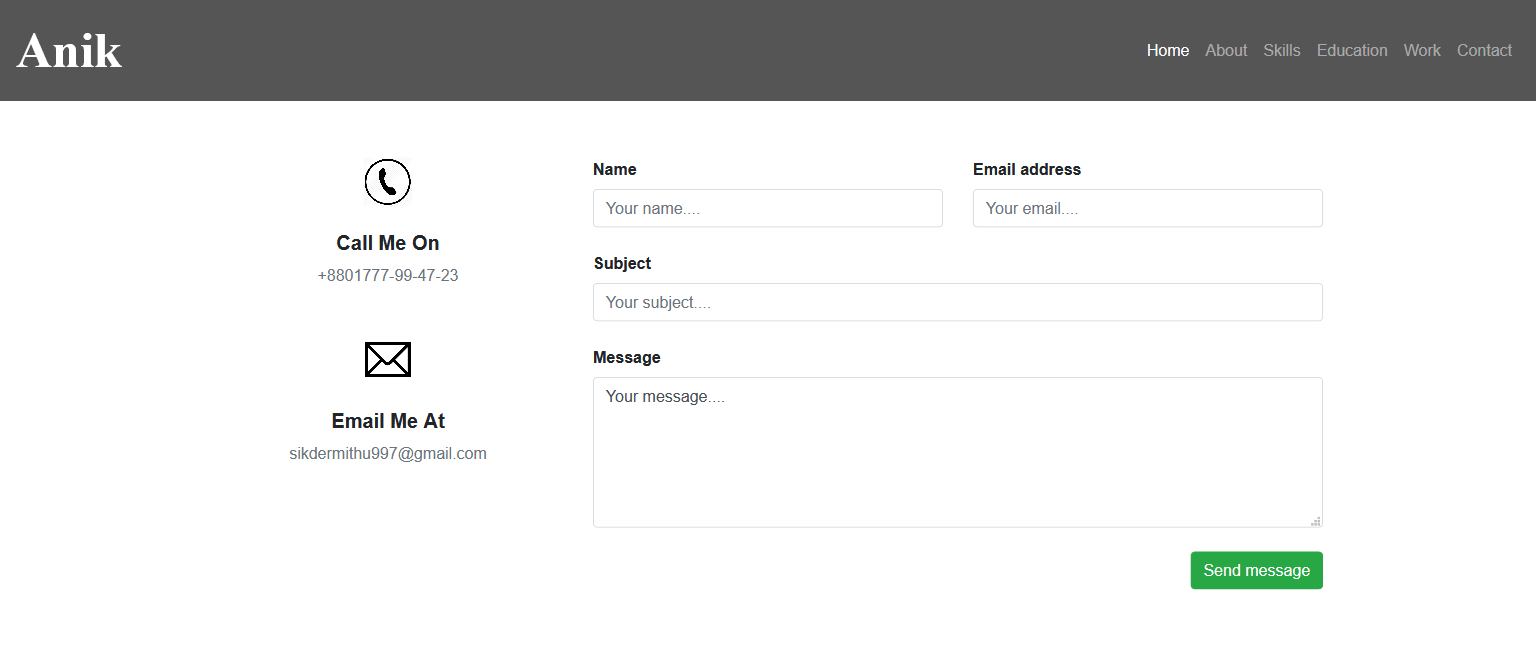 Anik
Home About Skills Education Work Contact
Call Me On
+8801777-99-47-23
Email Me At
sikdermithu997@gmail.com
Name
Your name....
Email address
Your email....
Subject
Your subject....
Message
Your message....
Send message